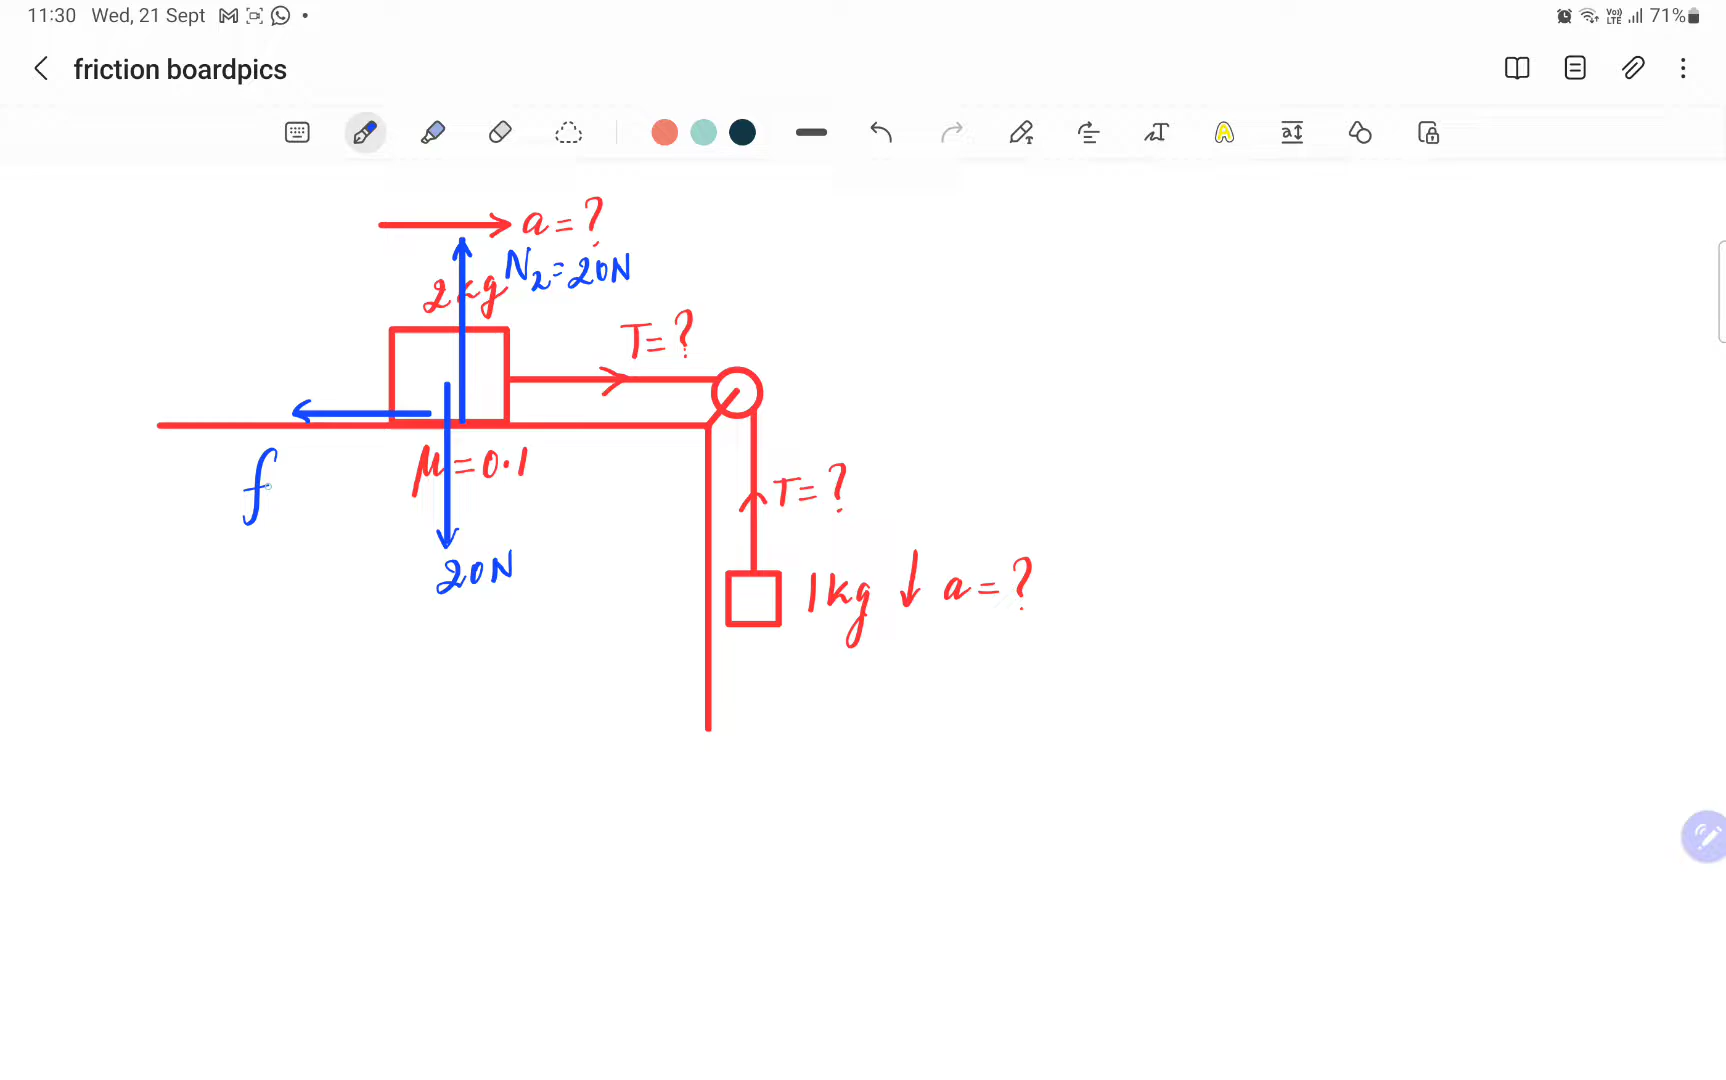 11:30 Wed, 21 Sept
71%
friction boardpics
a = ?
N₂ = 20N
2kg
T = ?
μ = 0.1
f
T = ?
20N
1kg ↓ a = ?